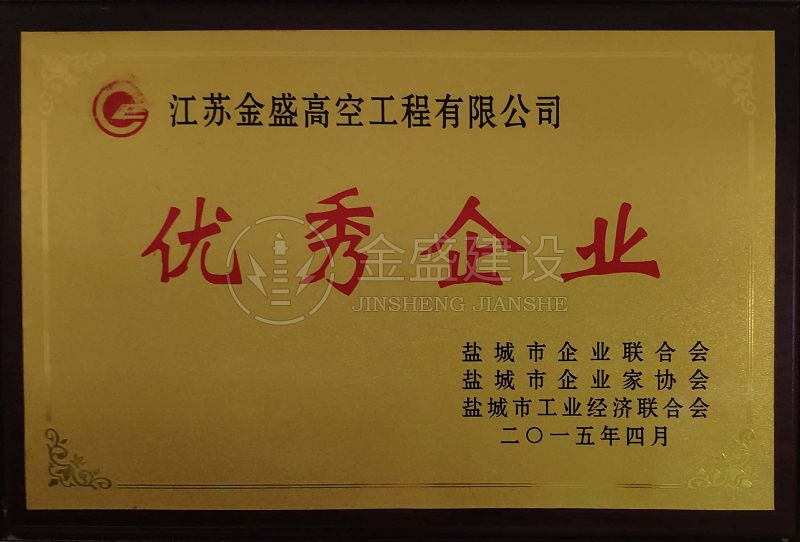 江苏金盛高空工程有限公司
优秀企业
金盛建设
JINSHENG JIANSHE
盐城市企业联合会
盐城市企业家协会
盐城市工业经济联合会
二〇一五年四月